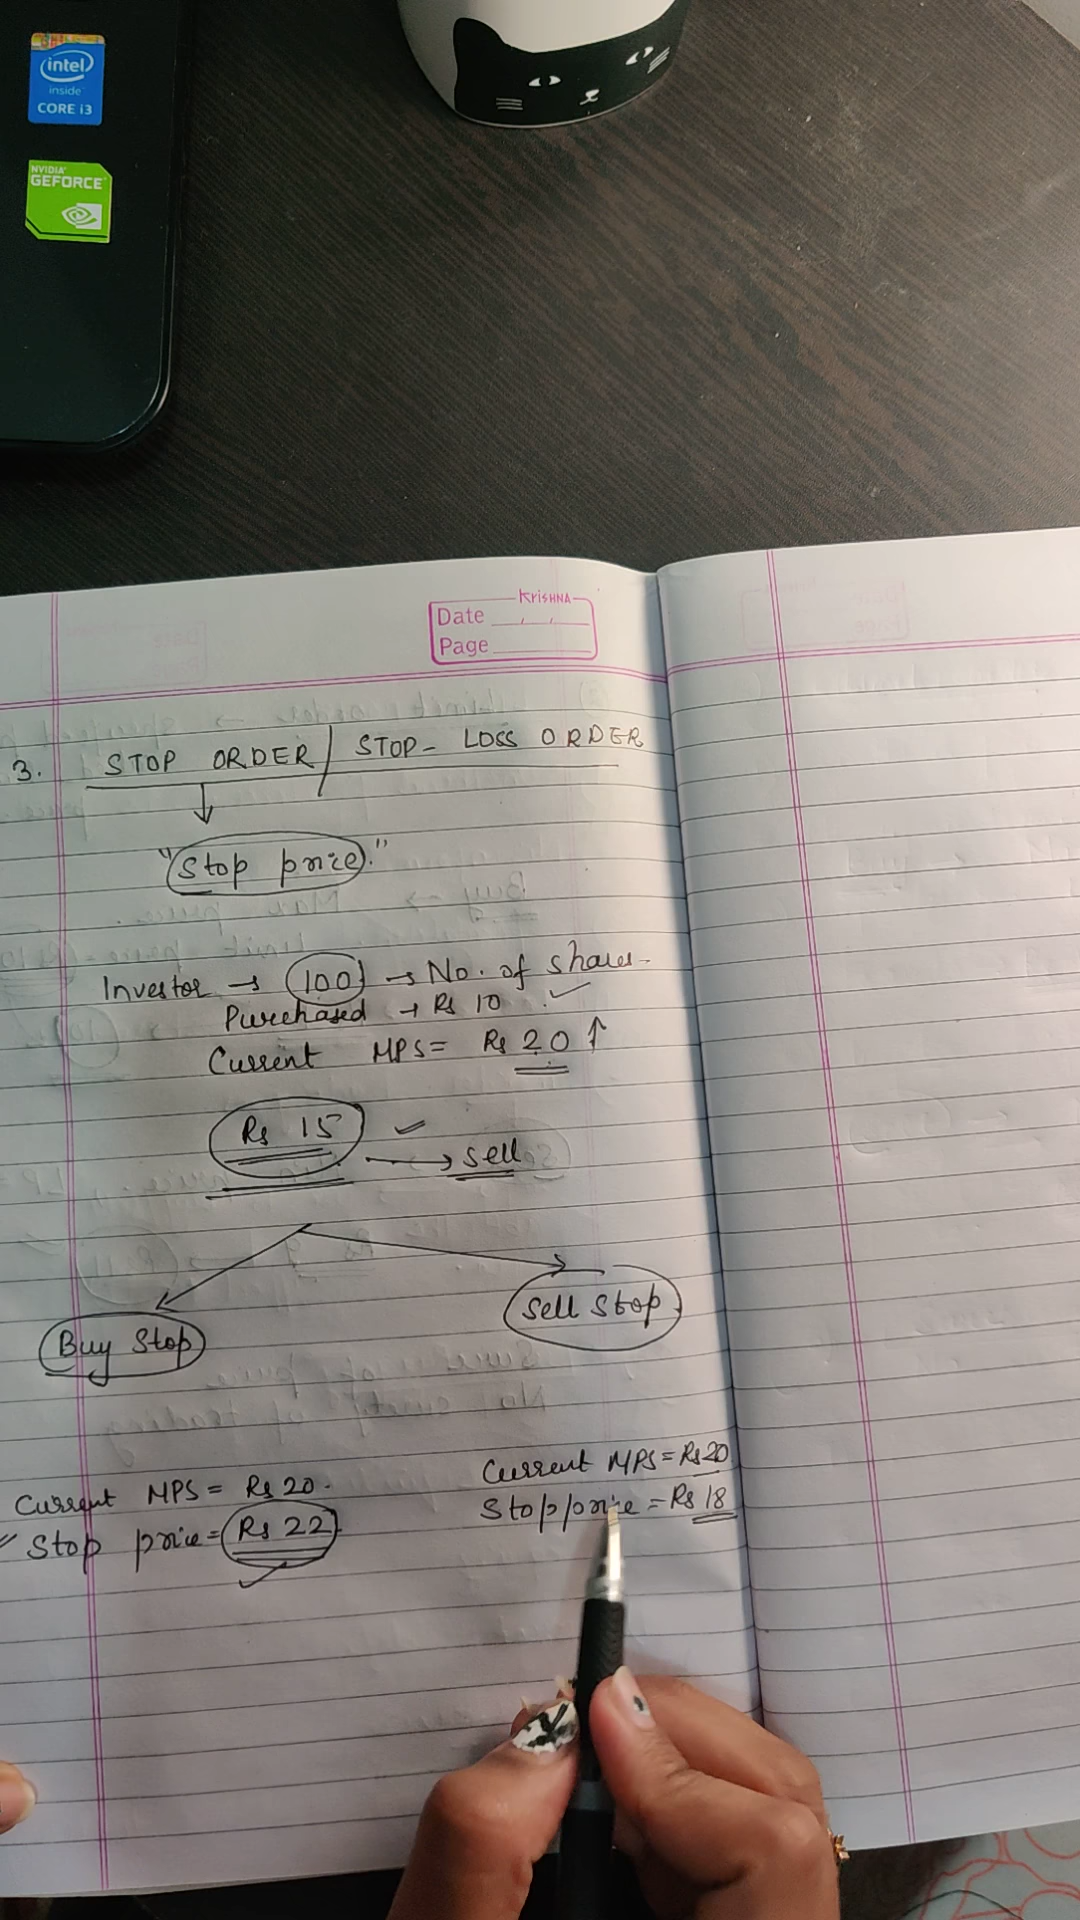 intel
inside
CORE i3
NVIDIA
GEFORCE
KRISHNA
Date
Page
3. STOP ORDER / STOP- LOSS ORDER
"Stop price."
Investor → 100 → No. of shares
Purchased → Rs 10
Current MPS= Rs 20 ↑
Rs 15
→ sell
Buy Stop
Sell Stop
Current MPS = Rs 20.
Stop price = Rs 22
Current MPS = Rs 20
Stop price = Rs 18